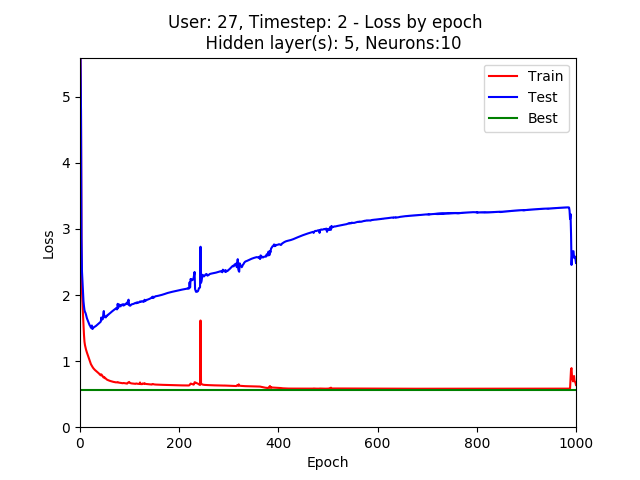 User: 27, Timestep: 2 - Loss by epoch
Hidden layer(s): 5, Neurons:10
Train
Test
Best
Loss
5
4
3
2
1
0
0 200 400 600 800 1000
Epoch